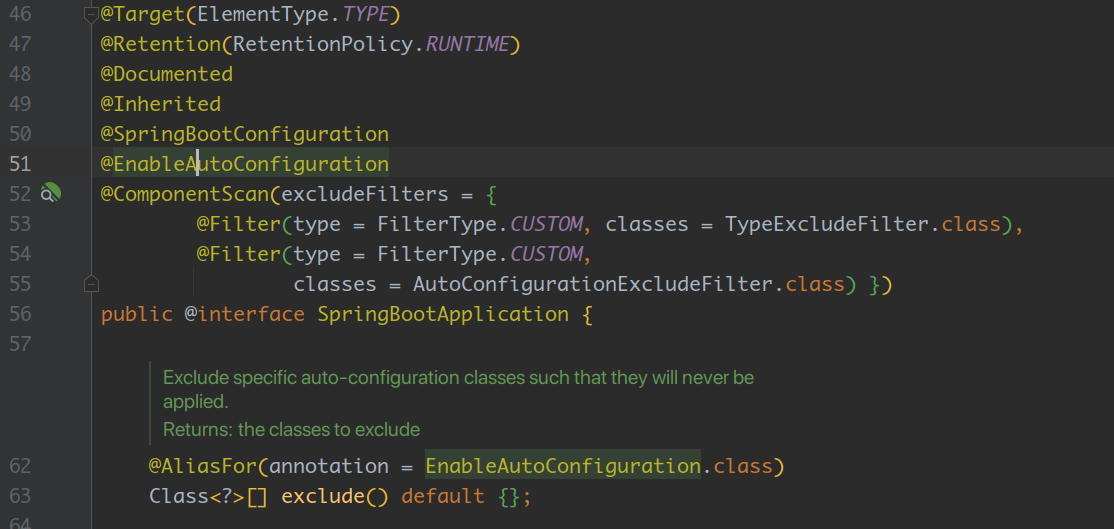 46 @Target(ElementType.TYPE)
47 @Retention(RetentionPolicy.RUNTIME)
48 @Documented
49 @Inherited
50 @SpringBootConfiguration
51 @EnableAutoConfiguration
52 @ComponentScan(excludeFilters = {
53 @Filter(type = FilterType.CUSTOM, classes = TypeExcludeFilter.class),
54 @Filter(type = FilterType.CUSTOM,
55 classes = AutoConfigurationExcludeFilter.class) })
56 public @interface SpringBootApplication {
57
Exclude specific auto-configuration classes such that they will never be
applied.
Returns: the classes to exclude
62 @AliasFor(annotation = EnableAutoConfiguration.class)
63 Class<?>[] exclude() default {};
64